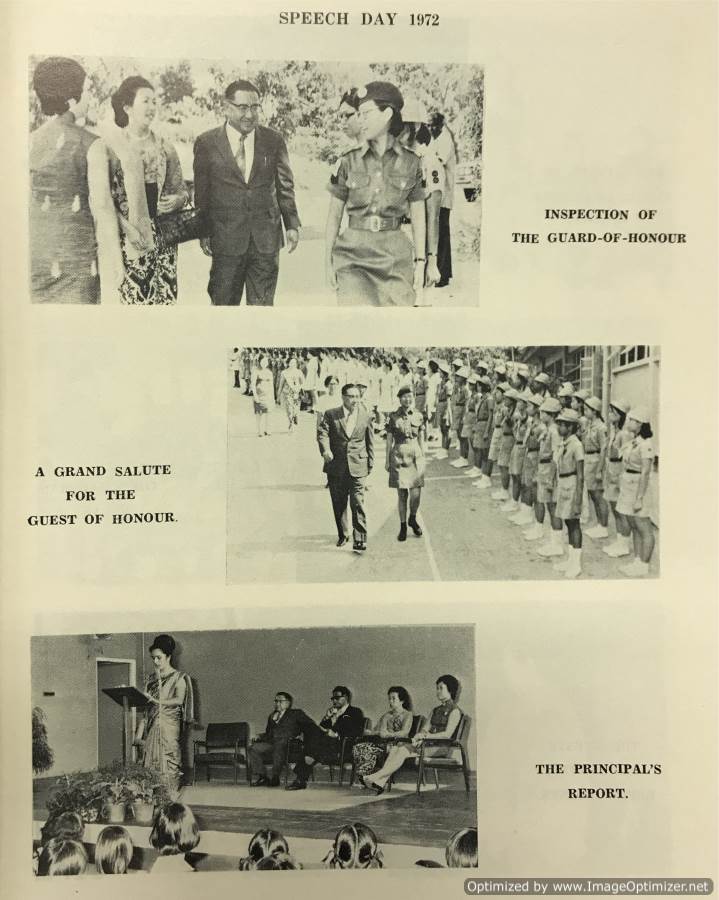 SPEECH DAY 1972
INSPECTION OF
THE GUARD-OF-HONOUR
A GRAND SALUTE
FOR THE
GUEST OF HONOUR.
THE PRINCIPAL'S
REPORT.
Optimized by www.ImageOptimizer.net